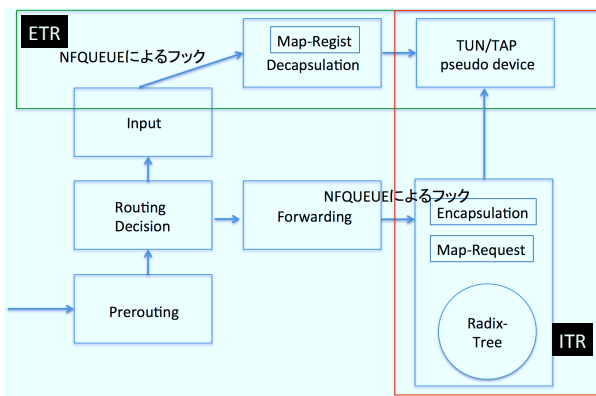 ETR
NFQUEUEによるフック
Map-Regist
Decapsulation
TUN/TAP
pseudo device
Input
Routing
Decision
Forwarding
NFQUEUEによるフック
Encapsulation
Map-Request
Prerouting
Radix-
Tree
ITR